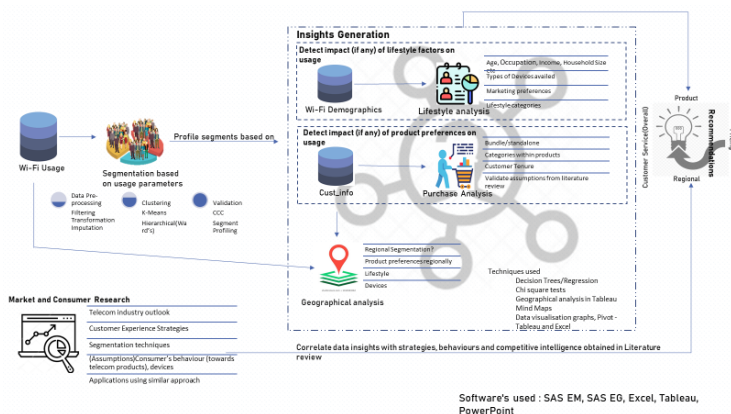 Insights Generation
Detect impact (if any) of lifestyle factors on
usage
Wi-Fi Demographics
Lifestyle analysis
Age, Occupation, Income, Household Size
etc
Types of Devices availed
Marketing preferences
Lifestyle categories
Detect impact (if any) of product preferences on
usage
Cust_info
Purchase Analysis
Bundle/standalone
Categories within products
Customer Tenure
Validate assumptions from literature
review
Wi-Fi Usage
Segmentation based
on usage parameters
Profile segments based on
Data Pre-
processing
Filtering
Transformation
Imputation
Clustering
K-Means
Hierarchical(Wa
rd's)
Validation
CCC
Segment
Profiling
Geographical analysis
Regional Segmentation?
Product preferences regionally
Lifestyle
Devices
Techniques used
Decision Trees/Regression
Chi square tests
Geographical analysis in Tableau
Mind Maps
Data visualisation graphs, Pivot -
Tableau and Excel
Customer Service(Overall)
Product
Recommendations
Regional
Market and Consumer Research
Telecom Industry outlook
Customer Experience Strategies
Segmentation techniques
(Assumptions)Consumer's behaviour (towards
telecom products), devices
Applications using similar approach
Correlate data insights with strategies, behaviours and competitive intelligence obtained in Literature
review
Software's used : SAS EM, SAS EG, Excel, Tableau,
PowerPoint